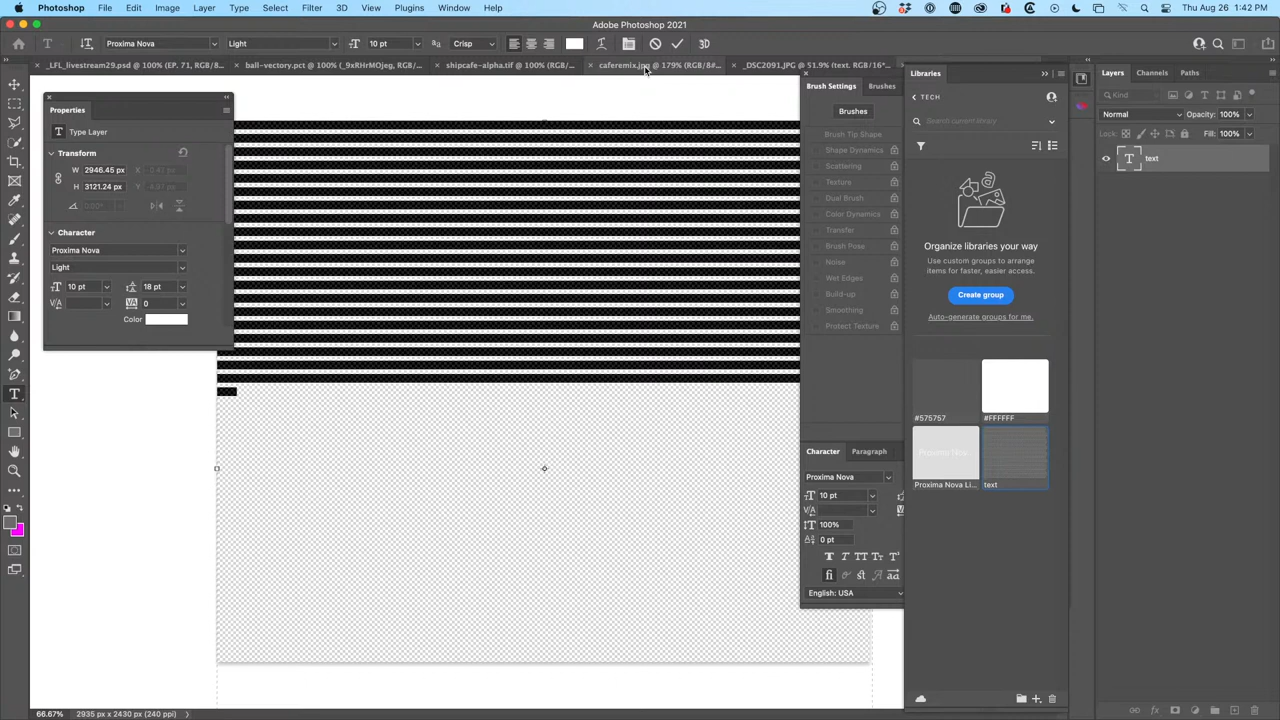 Photoshop File Edit Image Layer Type Select Filter 3D View Plugins Window Help Thu Aug 26 1:42 PM
Adobe Photoshop 2021
Proxima Nova Light 10 pt Crisp 3D
_LFL_livestream29.psd @ 100% (EP. 71, RGB/8... ball-vectory.pct @ (_9xRHrMOjeg, RGB/8... shipcafe-alpha.tif @ 100% (RGB/... caferemix.jpg @ 179% (RGB/8#... _DSC2091.JPG @ 51.9% (text, RGB/16*...
Properties
T Type Layer
Transform
W 2946.45 px
H 3121.24 px
0.00°
Character
Proxima Nova
Light
10 pt 18 pt
0
Color
Brush Settings Brushes
Brushes
Brush Tip Shape
Shape Dynamics
Scattering
Texture
Dual Brush
Color Dynamics
Transfer
Brush Pose
Noise
Wet Edges
Build-up
Smoothing
Protect Texture
Character Paragraph
Proxima Nova
10 pt
100%
0 pt
English: USA
Libraries
TECH
Search current library
Organize libraries your way
Use custom groups to arrange
items for faster, easier access.
Create group
Auto-generate groups for me.
#575757 #FFFFFF
Proxima Nova Li... text
Layers Channels Paths
Kind
Normal Opacity: 100%
Lock: Fill: 100%
T text
66.67% 2935 px x 2430 px (240 ppi)